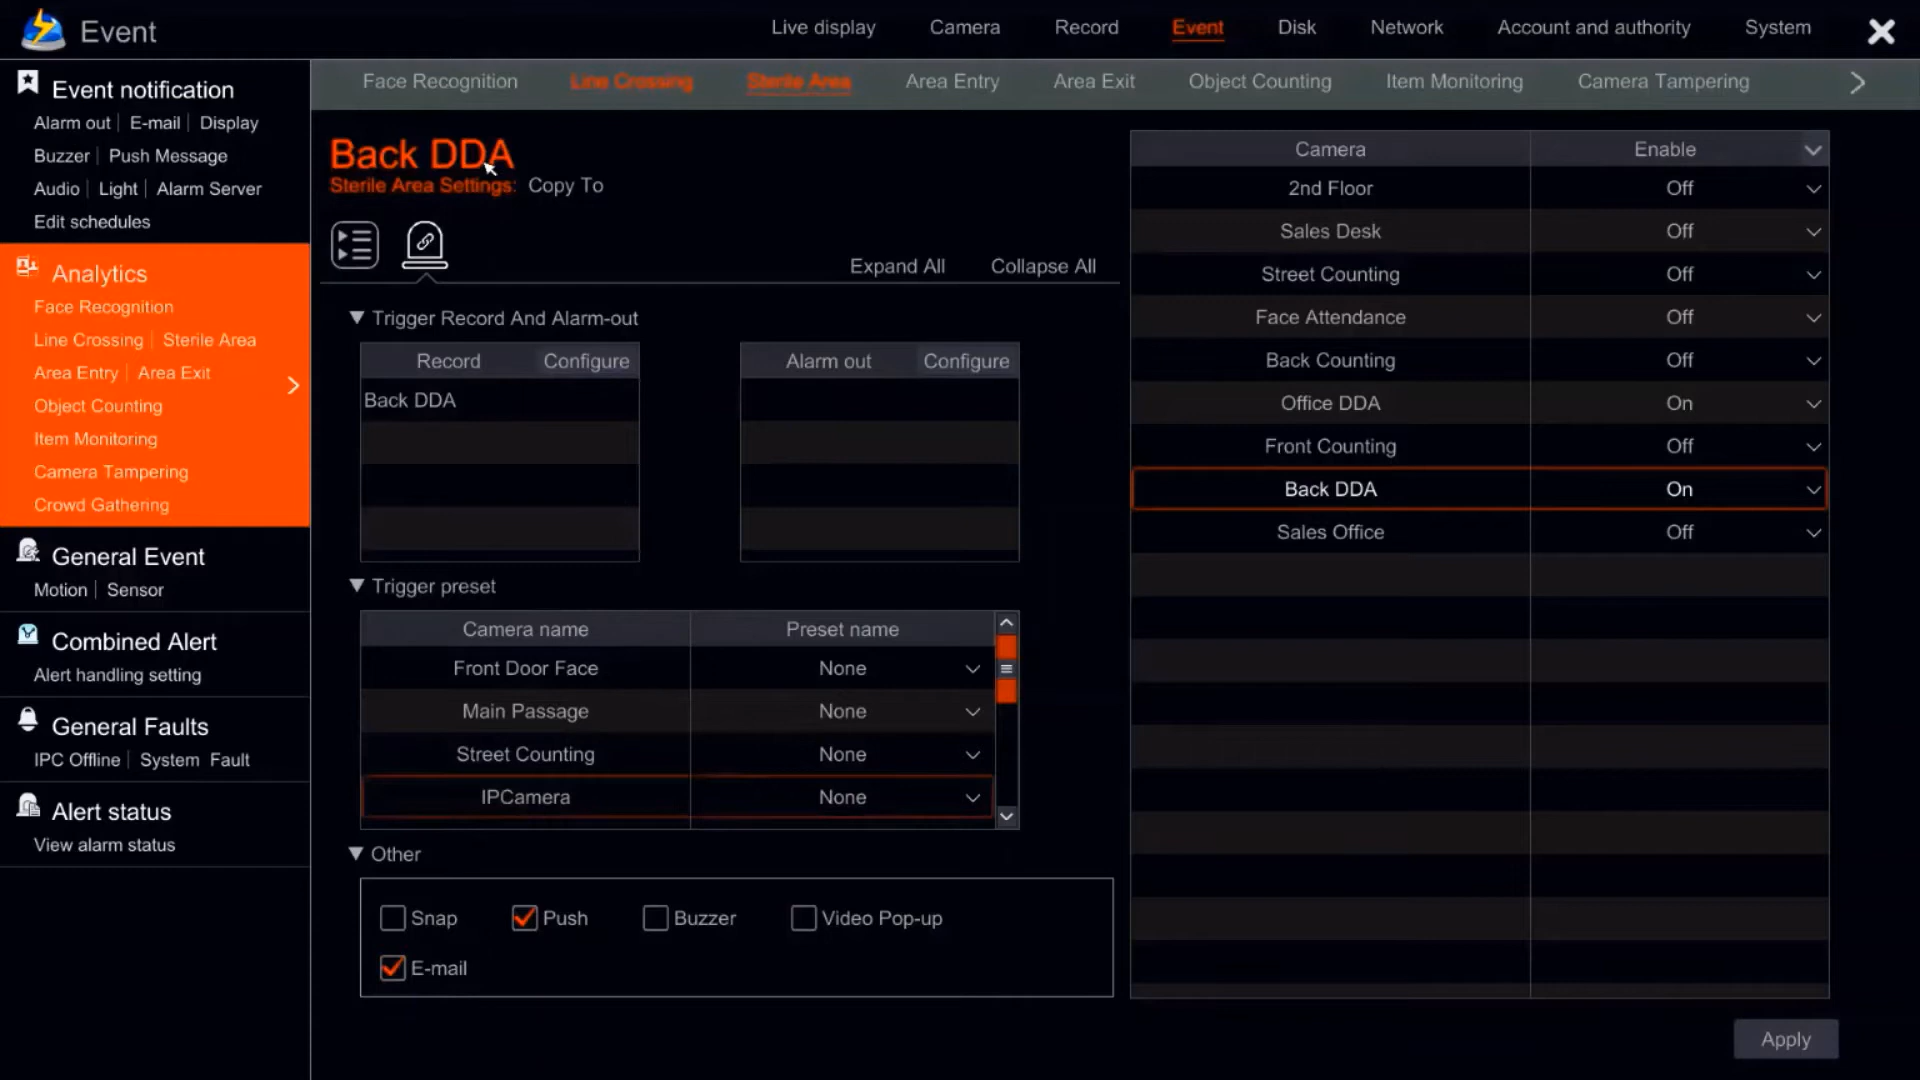 Event
Live display Camera Record Event Disk Network Account and authority System
Event notification
Alarm out E-mail Display
Buzzer Push Message
Audio Light Alarm Server
Edit schedules
Analytics
Face Recognition
Line Crossing Sterile Area
Area Entry Area Exit
Object Counting
Item Monitoring
Camera Tampering
Crowd Gathering
General Event
Motion Sensor
Combined Alert
Alert handling setting
General Faults
IPC Offline System Fault
Alert status
View alarm status
Face Recognition Line Crossing Sterile Area Area Entry Area Exit Object Counting Item Monitoring Camera Tampering
Back DDA
Sterile Area Settings: Copy To
Expand All Collapse All
Trigger Record And Alarm-out
Record Configure Alarm out Configure
Back DDA
Trigger preset
Camera name Preset name
Front Door Face None
Main Passage None
Street Counting None
IPCamera None
Other
Snap Push Buzzer Video Pop-up
E-mail
Camera Enable
2nd Floor Off
Sales Desk Off
Street Counting Off
Face Attendance Off
Back Counting Off
Office DDA On
Front Counting Off
Back DDA On
Sales Office Off
Apply